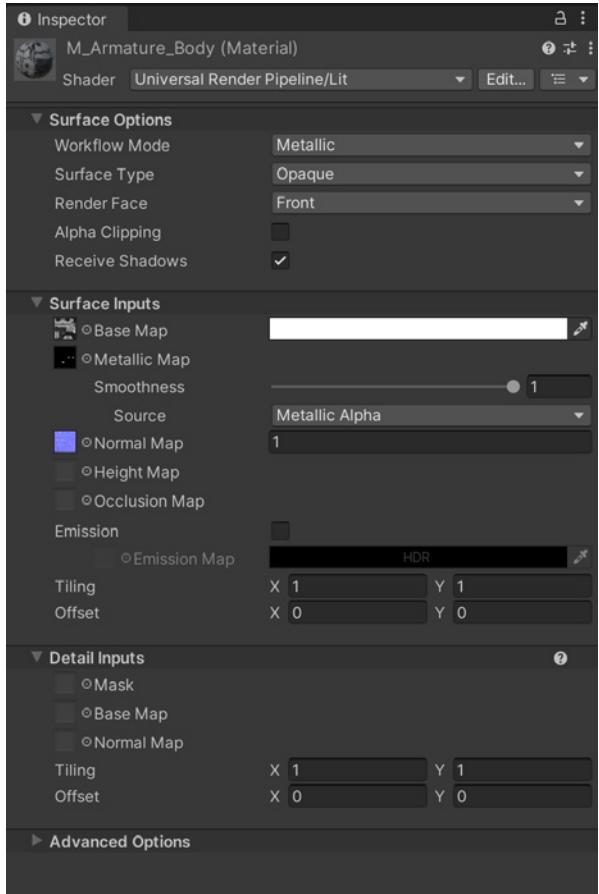 Inspector
M_Armature_Body (Material)
Shader Universal Render Pipeline/Lit Edit...
Surface Options
Workflow Mode Metallic
Surface Type Opaque
Render Face Front
Alpha Clipping
Receive Shadows
Surface Inputs
Base Map
Metallic Map
Smoothness 1
Source Metallic Alpha
Normal Map 1
Height Map
Occlusion Map
Emission
Emission Map HDR
Tiling X 1 Y 1
Offset X 0 Y 0
Detail Inputs
Mask
Base Map
Normal Map
Tiling X 1 Y 1
Offset X 0 Y 0
Advanced Options